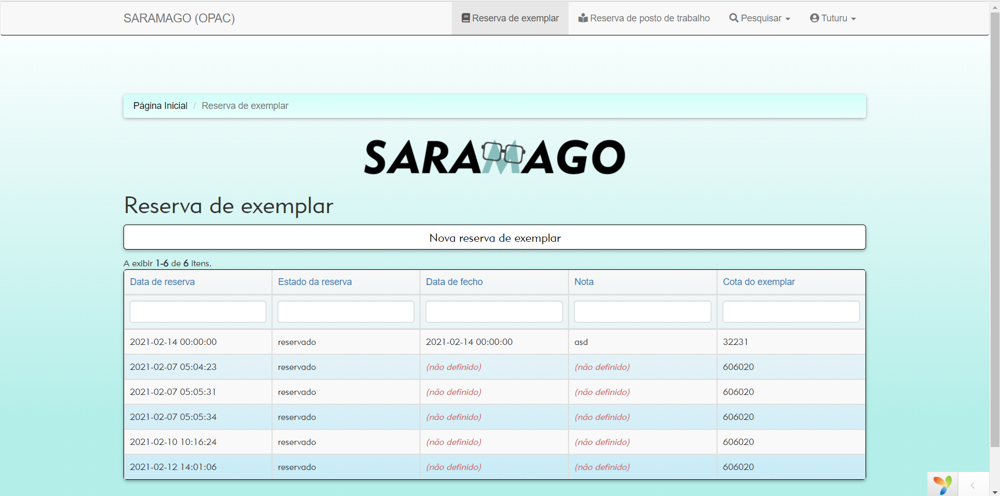 SARAMAGO (OPAC) Reserva de exemplar Reserva de posto de trabalho Pesquisar Tuturu
Página Inicial / Reserva de exemplar
SARAMAGO
Reserva de exemplar
Nova reserva de exemplar
A exibir 1-6 de 6 itens.
Data de reserva Estado da reserva Data de fecho Nota Cota do exemplar
2021-02-14 00:00:00 reservado 2021-02-14 00:00:00 asd 32231
2021-02-07 05:04:23 reservado (não definido) (não definido) 606020
2021-02-07 05:05:31 reservado (não definido) (não definido) 606020
2021-02-07 05:05:34 reservado (não definido) (não definido) 606020
2021-02-10 10:16:24 reservado (não definido) (não definido) 606020
2021-02-12 14:01:06 reservado (não definido) (não definido) 606020